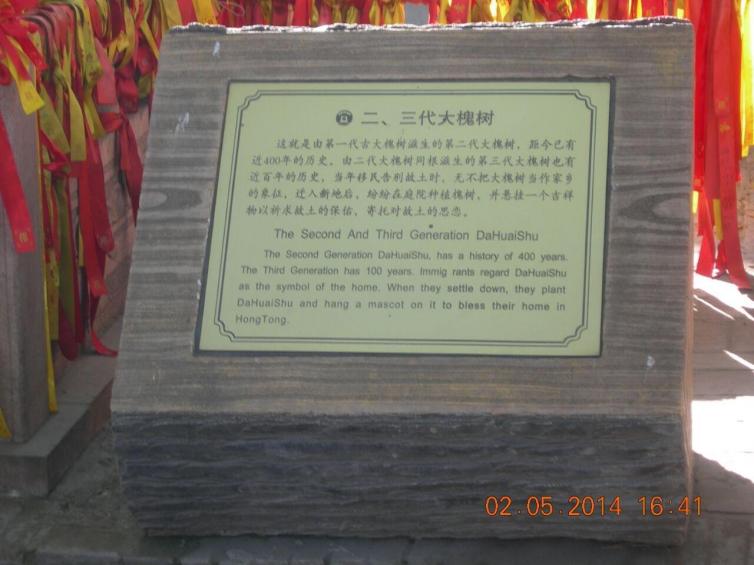 二、三代大槐树
这就是由第一代古大槐树滋生的第二代大槐树，距今已有
近400年的历史。由二代大槐树同根滋生的第三代大槐树也有
近百年的历史，当年移民告别故土时，无不把大槐树当作家乡
的象征，迁入新地后，纷纷在庭院种植槐树，并悬挂一个吉祥
物以祈求故土的保佑，寄托对故土的思恋。
The Second And Third Generation DaHuaiShu
The Second Generation DaHuaiShu, has a history of 400 years.
The Third Generation has 100 years. Immig rants regard DaHuaiShu
as the symbol of the home. When they settle down, they plant
DaHuaiShu and hang a mascot on it to bless their home in
HongTong.
02.05.2014 16:41